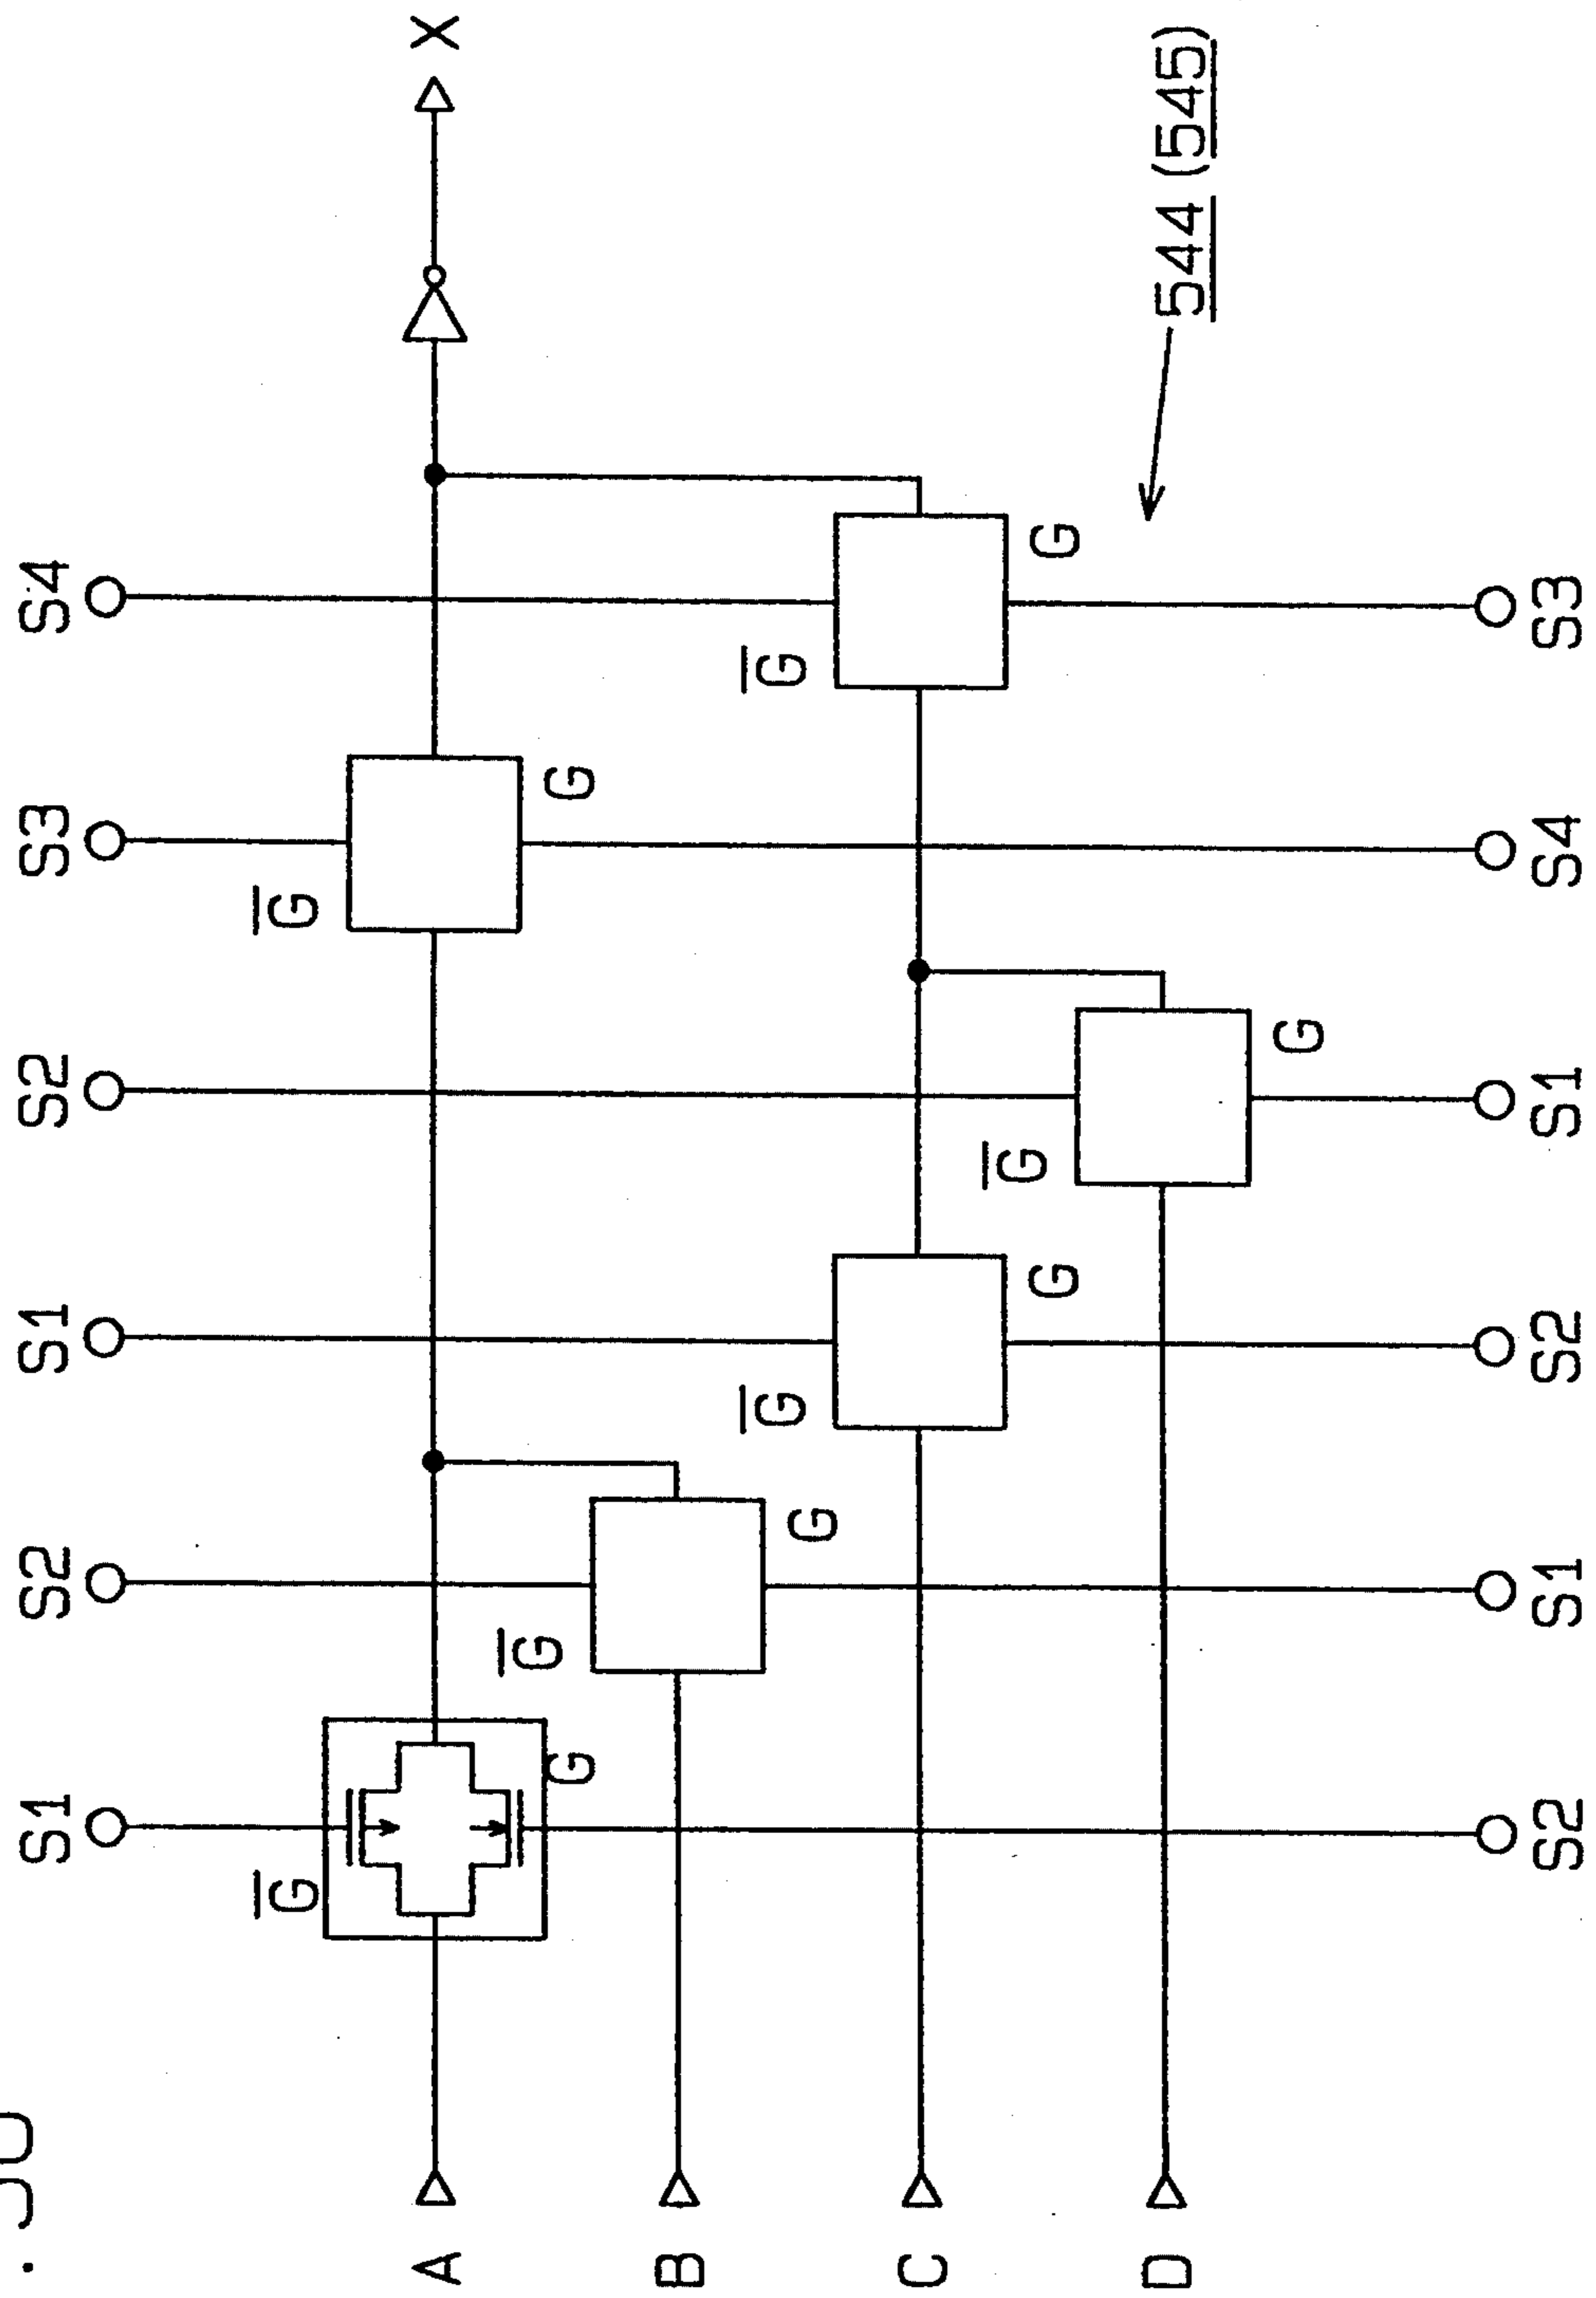 S1 S2 S1 S2 S3 S4
G̅ G̅
A X
G̅ G G
B
G̅ G̅ G
C
G̅ G G
D
544 (545)
G
S2 S1 S2 S1 S4 S3